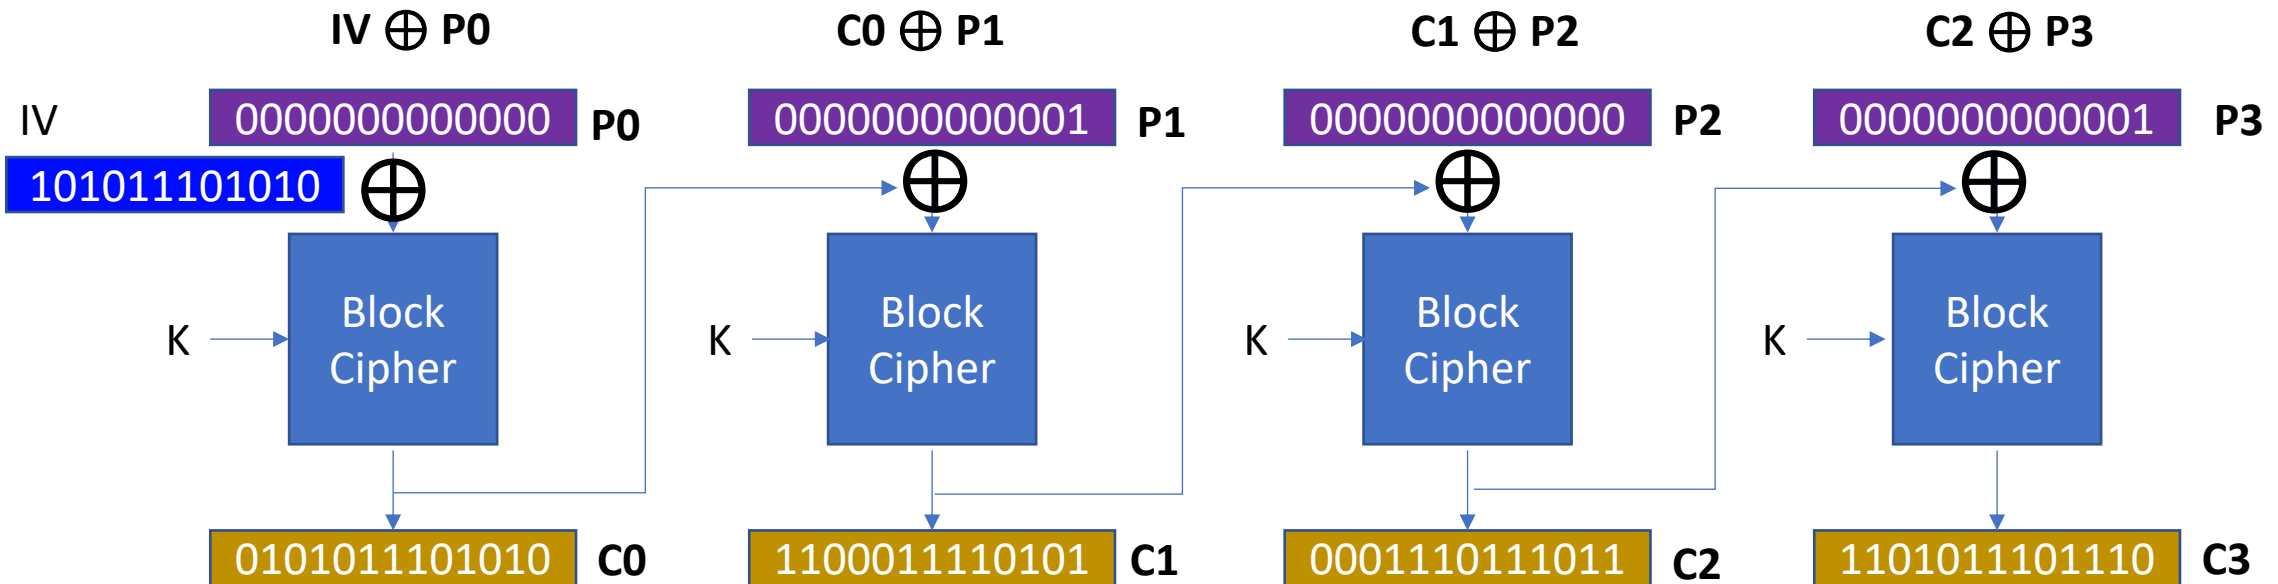 IV ⊕ P0
C0 ⊕ P1
C1 ⊕ P2
C2 ⊕ P3
IV
0000000000000 P0
0000000000001 P1
0000000000000 P2
0000000000001 P3
101011101010
K
Block
Cipher
K
Block
Cipher
K
Block
Cipher
K
Block
Cipher
0101011101010 C0
1100011110101 C1
0001110111011 C2
1101011101110 C3